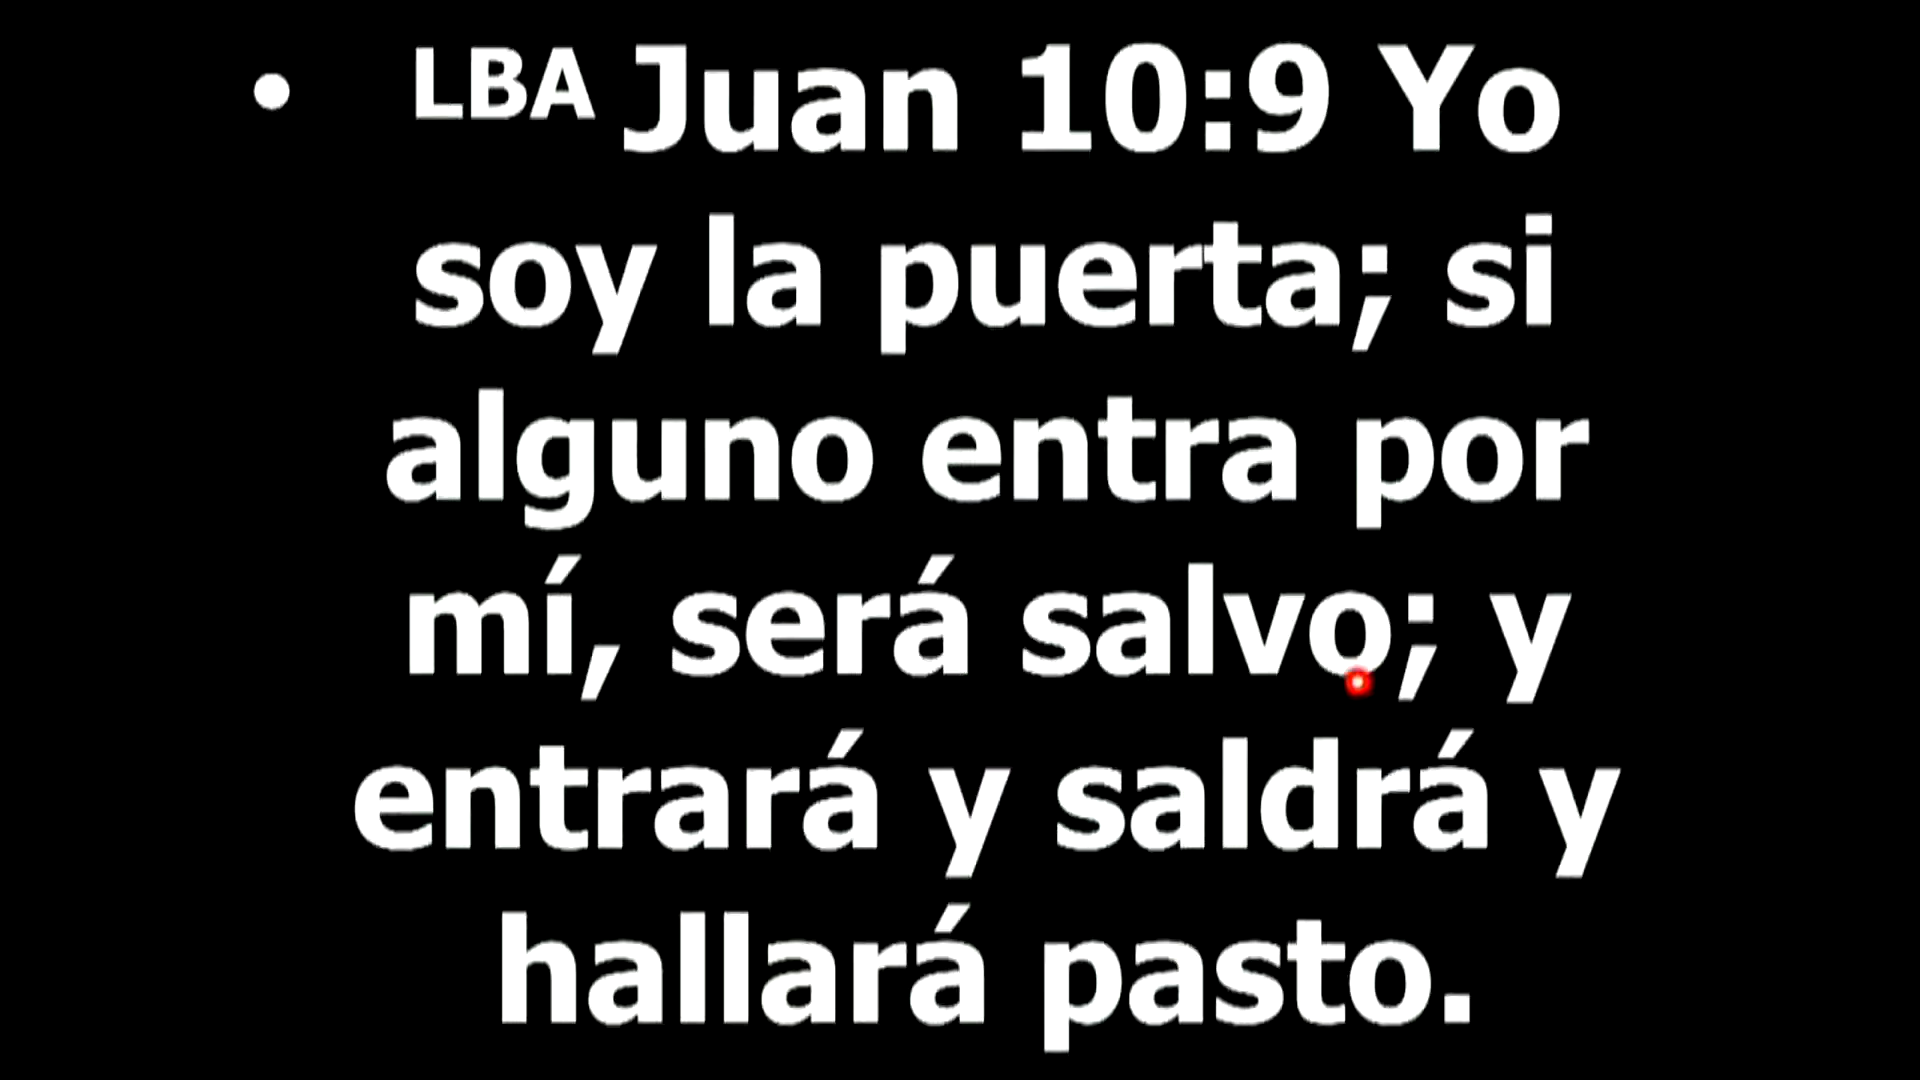 • LBA Juan 10:9 Yo
soy la puerta; si
alguno entra por
mí, será salvo; y
entrará y saldrá y
hallará pasto.